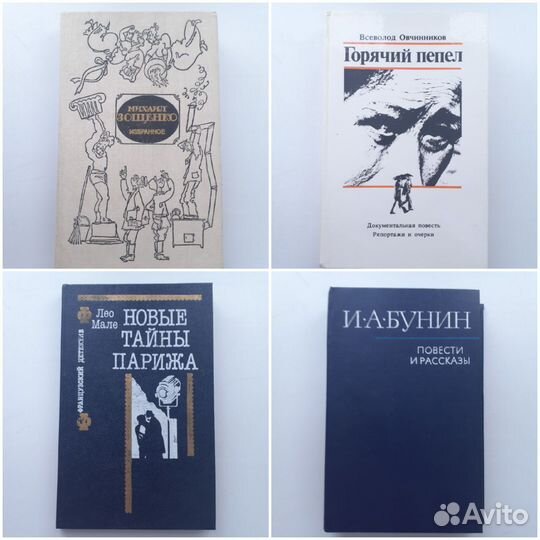 МИХАИЛ
ЗОЩЕНКО
ИЗБРАННОЕ
Всеволод Овчинников
Горячий пепел
Документальная повесть
Репортажи и очерки
ФРАНЦУЗСКИЙ ДЕТЕКТИВ
Лео
Мале
НОВЫЕ
ТАЙНЫ
ПАРИЖА
И·А·БУНИН
ПОВЕСТИ
И РАССКАЗЫ
Avito